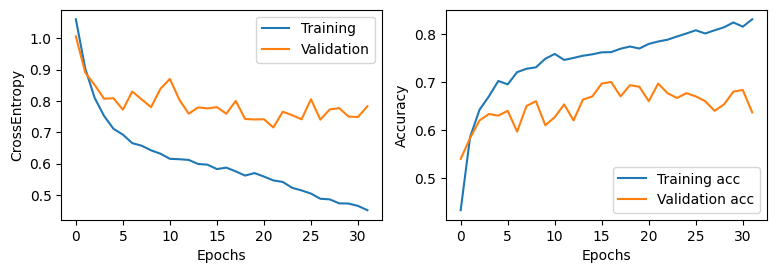 1.0
0.9
0.8
0.7
0.6
0.5
CrossEntropy
0 5 10 15 20 25 30
Epochs
Training
Validation
0.8
0.7
0.6
0.5
Accuracy
0 5 10 15 20 25 30
Epochs
Training acc
Validation acc